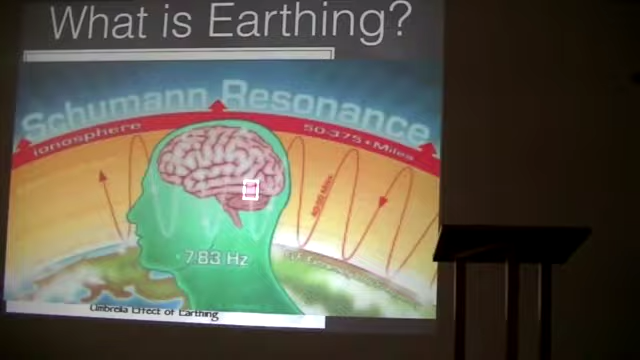 What is Earthing?
Schumann Resonance
ionosphere
50-375 • Miles
7.83 Hz
Umbrella Effect of Earthing